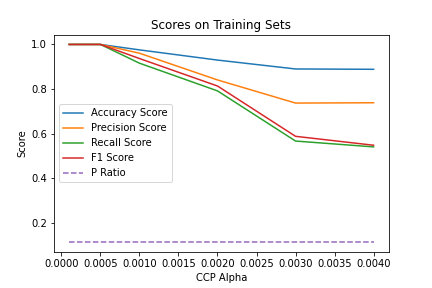 Scores on Training Sets
1.0
0.8
0.6
0.4
0.2
Score
Accuracy Score
Precision Score
Recall Score
F1 Score
P Ratio
0.0000 0.0005 0.0010 0.0015 0.0020 0.0025 0.0030 0.0035 0.0040
CCP Alpha